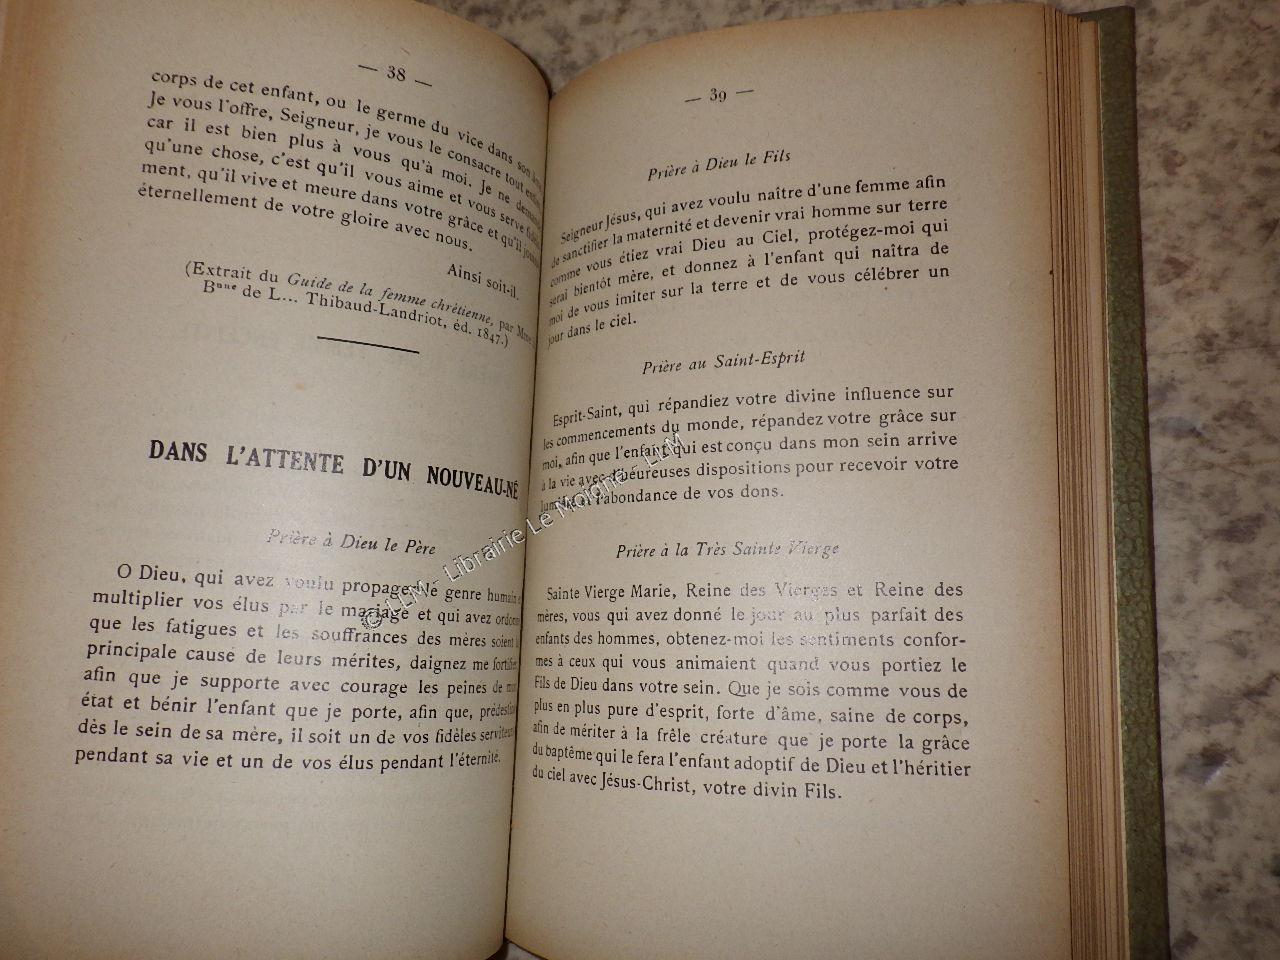 — 38 —
corps de cet enfant, ou le germe du vice dans son
Je vous l'offre, Seigneur, je vous le consacre tout
car il est bien plus à vous qu'à moi. Je ne
qu'une chose, c'est qu'il vous aime et vous serve
ment, qu'il vive et meure dans votre grâce et qu'il
éternellement de votre gloire avec nous.
Ainsi soit-il.
(Extrait du Guide de la femme chrétienne, par Mme
Bnne de L... Thibaud-Landriot, éd. 1847.)
DANS L'ATTENTE D'UN NOUVEAU-NÉ
Prière à Dieu le Père
O Dieu, qui avez voulu propager le genre humain
multiplier vos élus par le mariage et qui avez ordonné
que les fatigues et les souffrances des mères soient
principale cause de leurs mérites, daignez me fortifier
afin que je supporte avec courage les peines de mon
état et bénir l'enfant que je porte, afin que, prédestiné
dès le sein de sa mère, il soit un de vos fidèles serviteurs
pendant sa vie et un de vos élus pendant l'éternité.
— 39 —
Prière à Dieu le Fils
Seigneur Jésus, qui avez voulu naître d'une femme afin
de sanctifier la maternité et devenir vrai homme sur terre
comme vous étiez vrai Dieu au Ciel, protégez-moi qui
serai bientôt mère, et donnez à l'enfant qui naîtra de
moi de vous imiter sur la terre et de vous célébrer un
jour dans le ciel.
Prière au Saint-Esprit
Esprit-Saint, qui répandiez votre divine influence sur
les commencements du monde, répandez votre grâce sur
moi, afin que l'enfant qui est conçu dans mon sein arrive
à la vie avec d'heureuses dispositions pour recevoir votre
lumière et l'abondance de vos dons.
Prière à la Très Sainte Vierge
Sainte Vierge Marie, Reine des Vierges et Reine des
mères, vous qui avez donné le jour au plus parfait des
enfants des hommes, obtenez-moi les sentiments confor-
mes à ceux qui vous animaient quand vous portiez le
Fils de Dieu dans votre sein. Que je sois comme vous de
plus en plus pure d'esprit, forte d'âme, saine de corps,
afin de mériter à la frêle créature que je porte la grâce
du baptême qui le fera l'enfant adoptif de Dieu et l'héritier
du ciel avec Jésus-Christ, votre divin Fils.
© LLM - Librairie Le Moigne - LLM